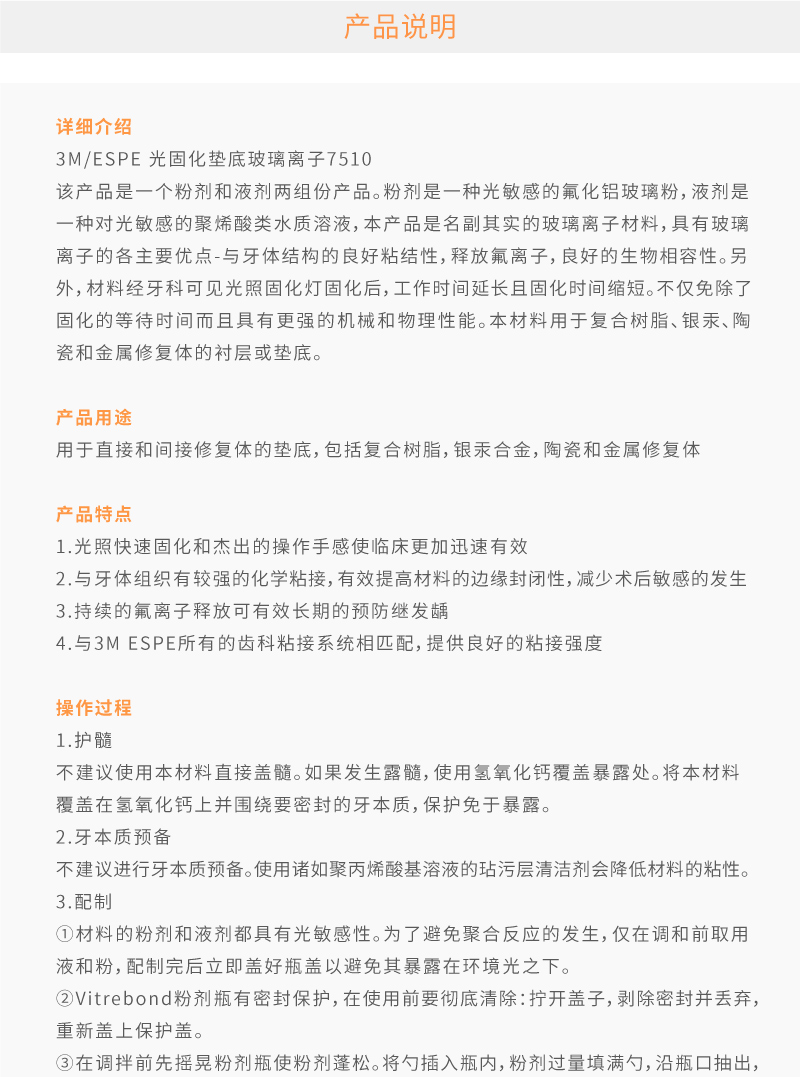 产品说明
详细介绍
3M/ESPE 光固化垫底玻璃离子7510
该产品是一个粉剂和液剂两组份产品。粉剂是一种光敏感的氟化铝玻璃粉，液剂是
一种对光敏感的聚烯酸类水质溶液，本产品是名副其实的玻璃离子材料，具有玻璃
离子的各主要优点-与牙体结构的良好粘结性，释放氟离子，良好的生物相容性。另
外，材料经牙科可见光照固化灯固化后，工作时间延长且固化时间缩短。不仅免除了
固化的等待时间而且具有更强的机械和物理性能。本材料用于复合树脂、银汞、陶
瓷和金属修复体的衬层或垫底。
产品用途
用于直接和间接修复体的垫底，包括复合树脂，银汞合金，陶瓷和金属修复体
产品特点
1.光照快速固化和杰出的操作手感使临床更加迅速有效
2.与牙体组织有较强的化学粘接，有效提高材料的边缘封闭性，减少术后敏感的发生
3.持续的氟离子释放可有效长期的预防继发龋
4.与3M ESPE所有的齿科粘接系统相匹配，提供良好的粘接强度
操作过程
1.护髓
不建议使用本材料直接盖髓。如果发生露髓，使用氢氧化钙覆盖暴露处。将本材料
覆盖在氢氧化钙上并围绕要密封的牙本质，保护免于暴露。
2.牙本质预备
不建议进行牙本质预备。使用诸如聚丙烯酸基溶液的玷污层清洁剂会降低材料的粘性。
3.配制
①材料的粉剂和液剂都具有光敏感性。为了避免聚合反应的发生，仅在调和前取用
液和粉，配制完后立即盖好瓶盖以避免其暴露在环境光之下。
②Vitrebond粉剂瓶有密封保护，在使用前要彻底清除：拧开盖子，剥除密封并丢弃，
重新盖上保护盖。
③在调拌前先摇晃粉剂瓶使粉剂蓬松。将勺插入瓶内，粉剂过量填满勺，沿瓶口抽出，